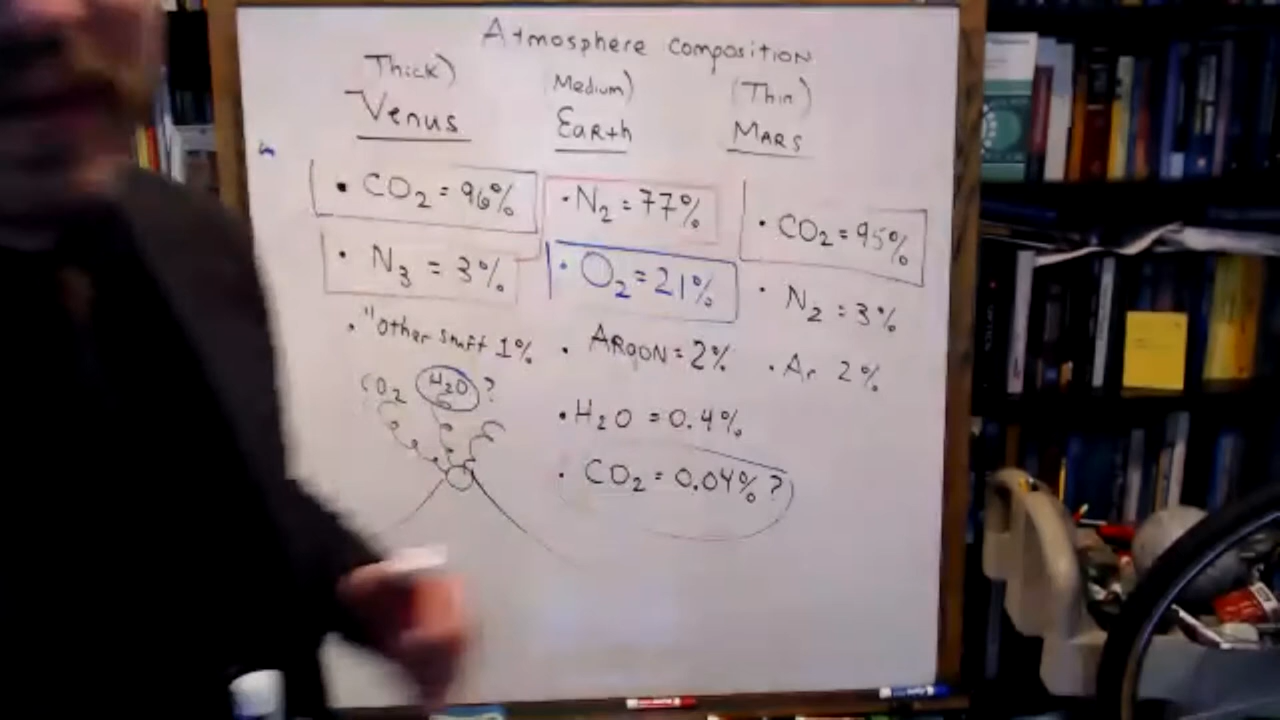 Atmosphere Composition
Thick)
Venus
• CO2 = 96%
• N3 = 3%
• "Other stuff 1%
CO2 H2O ?
Medium)
Earth
• N2 = 77%
• O2 = 21%
• Argon = 2%
• H2O = 0.4%
• CO2 = 0.04% ?
(Thin)
Mars
• CO2 = 95%
• N2 = 3%
• Ar 2%